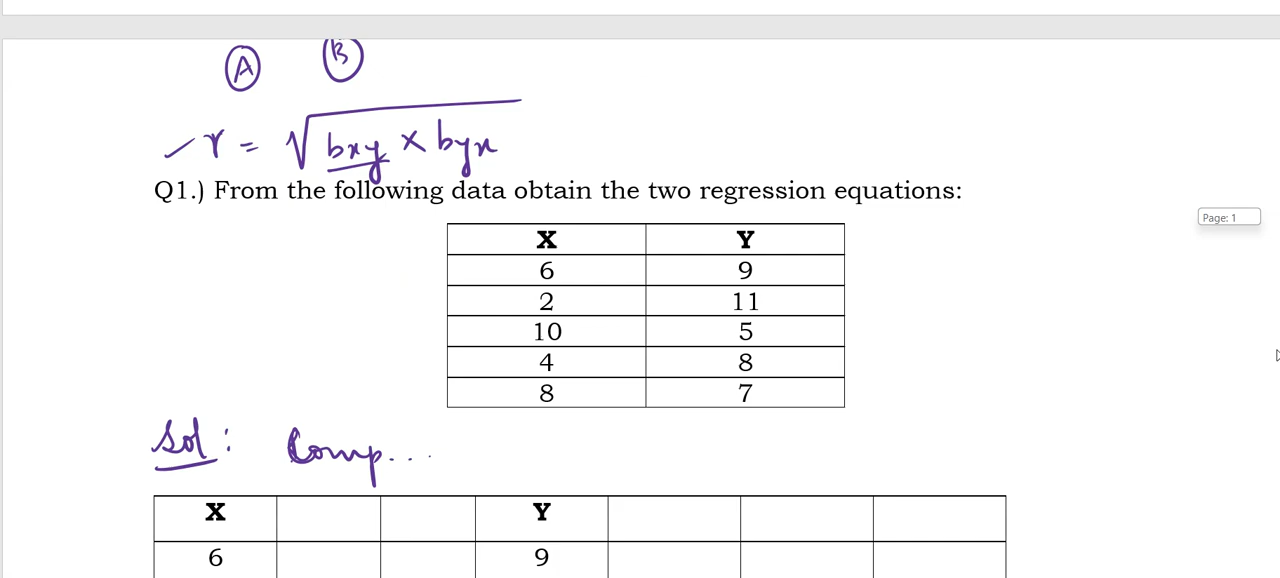 A B
r = √bxy × byx
Q1.) From the following data obtain the two regression equations:
Page: 1
X Y
6 9
2 11
10 5
4 8
8 7
Sol: Comp...
X Y
6 9